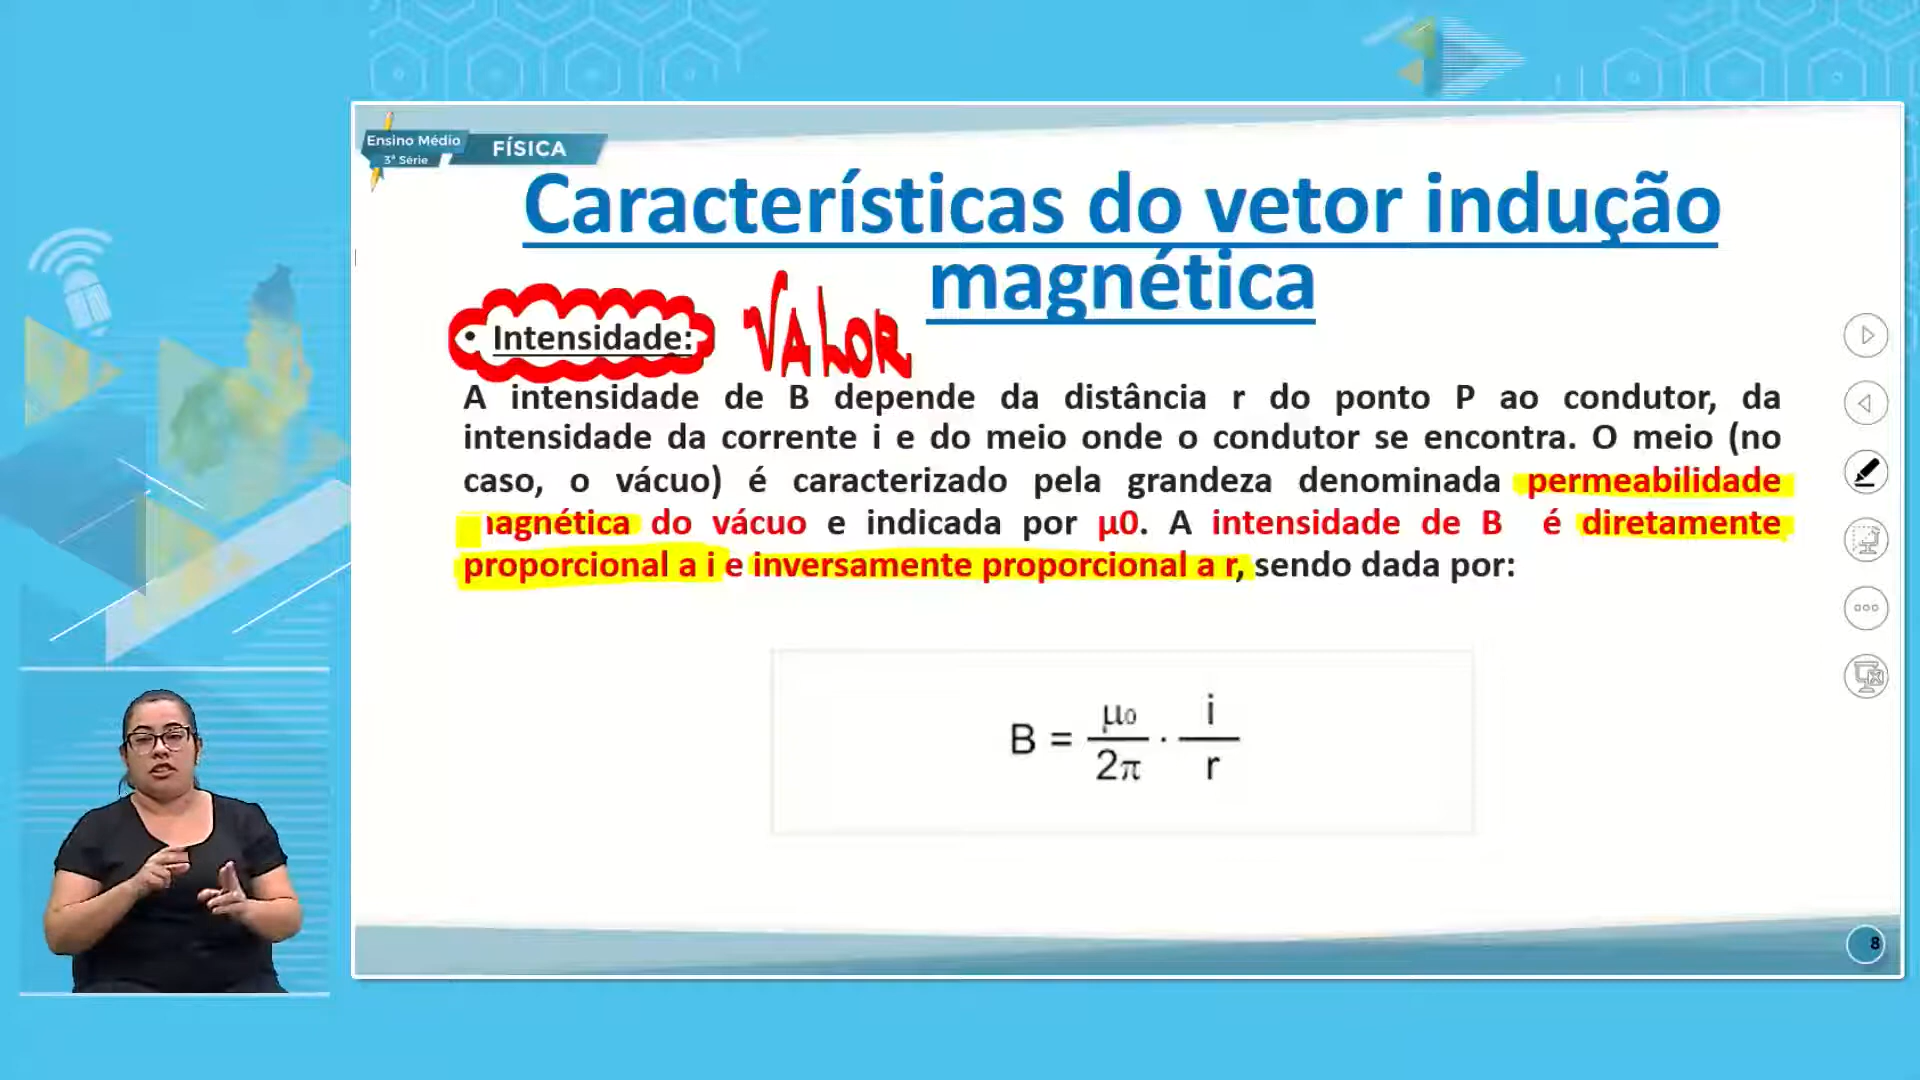 Ensino Médio
3ª Série
FÍSICA
Características do vetor indução
magnética
• Intensidade:
VALOR
A intensidade de B depende da distância r do ponto P ao condutor, da
intensidade da corrente i e do meio onde o condutor se encontra. O meio (no
caso, o vácuo) é caracterizado pela grandeza denominada permeabilidade
agnética do vácuo e indicada por µ0. A intensidade de B é diretamente
proporcional a i e inversamente proporcional a r, sendo dada por:
B = µ₀/2π · i/r
8